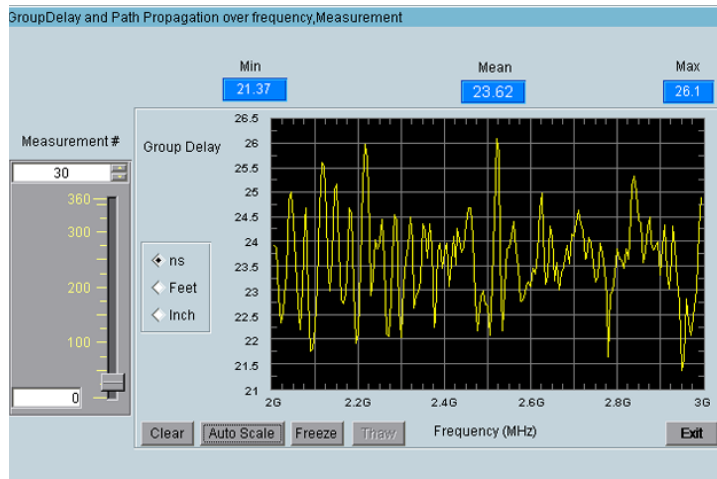 GroupDelay and Path Propagation over frequency,Measurement
Min
Mean
Max
21.37
23.62
26.1
Measurement #
30
360
300
200
100
0
Group Delay
ns
Feet
Inch
26.5
26
25.5
25
24.5
24
23.5
23
22.5
22
21.5
21
2G
2.2G
2.4G
2.6G
2.8G
3G
Clear
Auto Scale
Freeze
Thaw
Frequency (MHz)
Exit